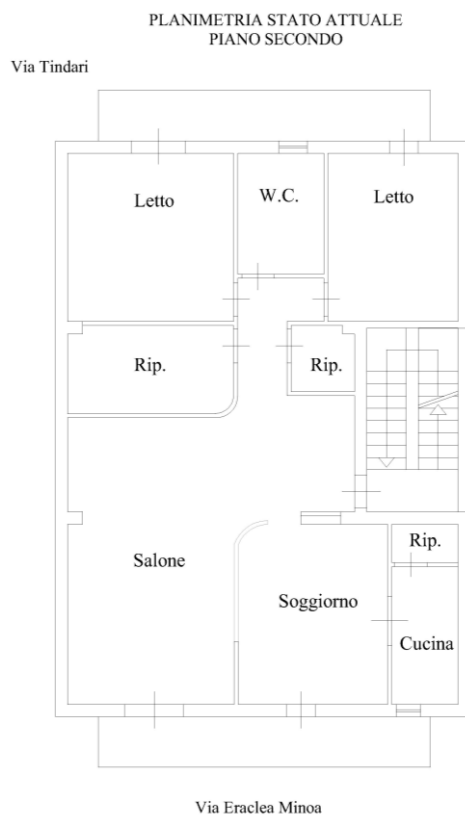 PLANIMETRIA STATO ATTUALE
PIANO SECONDO
Via Tindari
Letto
W.C.
Letto
Rip.
Rip.
Rip.
Salone
Soggiorno
Cucina
Via Eraclea Minoa